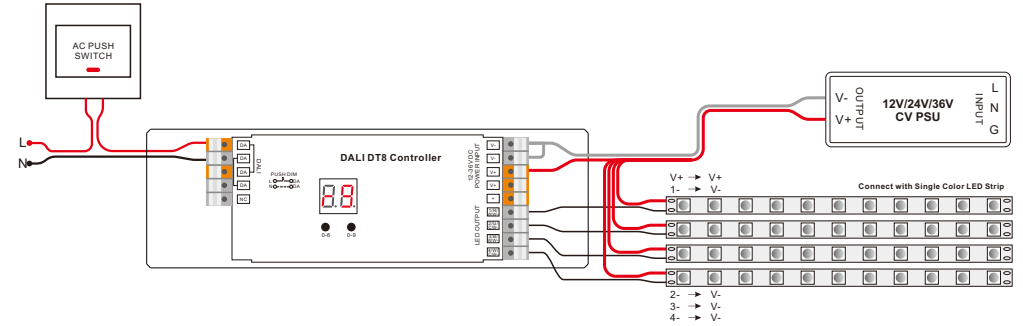 AC PUSH
SWITCH
L
N
DALI DT8 Controller
DA
DA
DA
DA
NC
DALI
PUSH DIM
L DA
N DA
0-6
0-9
12-36VDC
POWER INPUT
V-
V-
V+
V+
+
LED OUTPUT
V-
V+
OUTPUT
12V/24V/36V
CV PSU
INPUT
L
N
G
V+ → V+
1- → V-
Connect with Single Color LED Strip
2- → V-
3- → V-
4- → V-